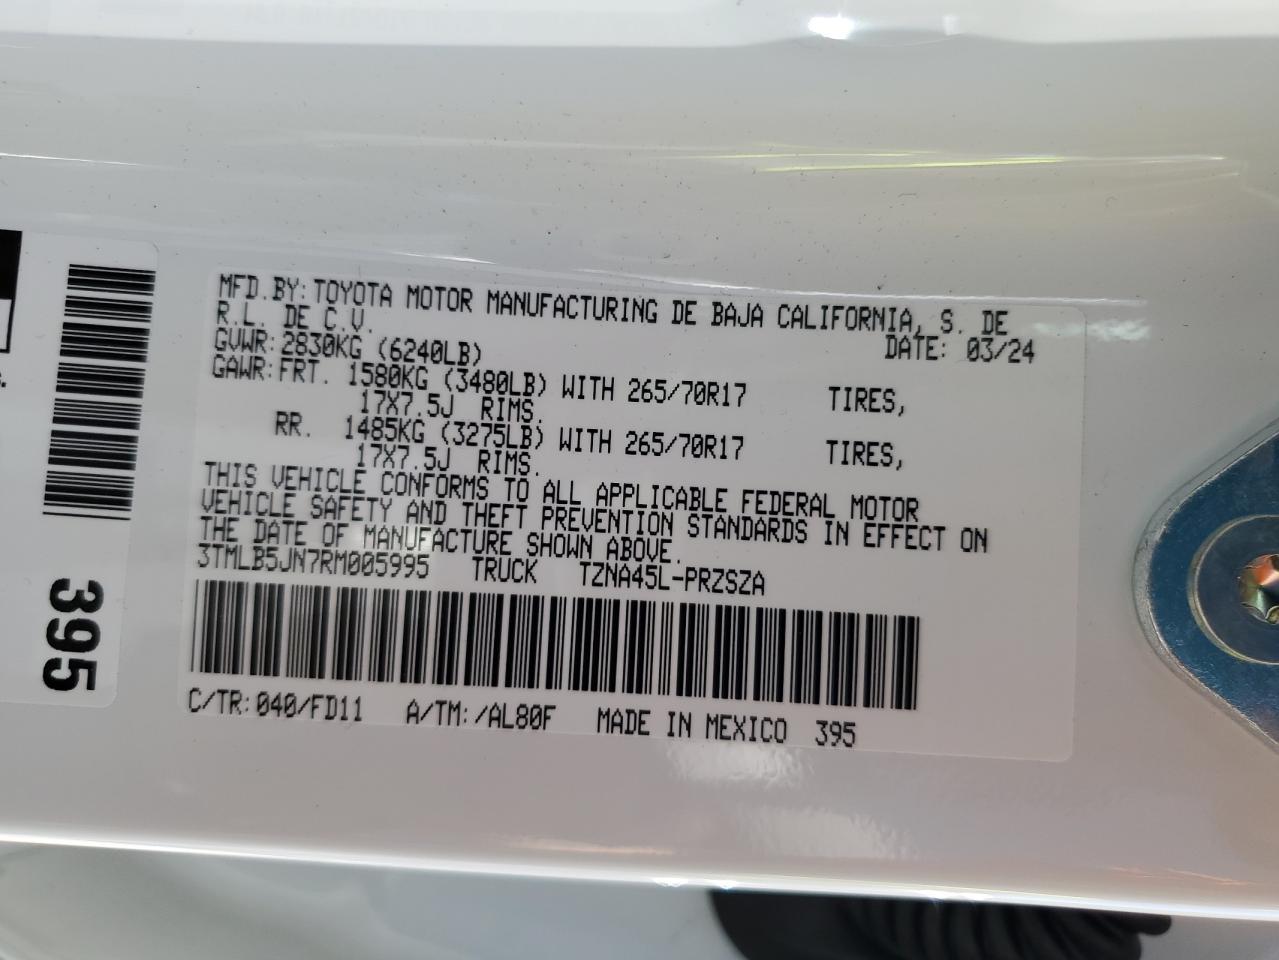 MFD.BY: TOYOTA MOTOR MANUFACTURING DE BAJA CALIFORNIA, S. DE
R.L. DE C.V.
DATE: 03/24
GVWR: 2830KG (6240LB)
GAWR: FRT. 1580KG (3480LB) WITH 265/70R17 TIRES,
17X7.5J RIMS.
RR. 1485KG (3275LB) WITH 265/70R17 TIRES,
17X7.5J RIMS.
THIS VEHICLE CONFORMS TO ALL APPLICABLE FEDERAL MOTOR
VEHICLE SAFETY AND THEFT PREVENTION STANDARDS IN EFFECT ON
THE DATE OF MANUFACTURE SHOWN ABOVE.
3TMLB5JN7RM005995 TRUCK TZNA45L-PRZSZA
C/TR: 040/FD11 A/TM: /AL80F MADE IN MEXICO 395
395